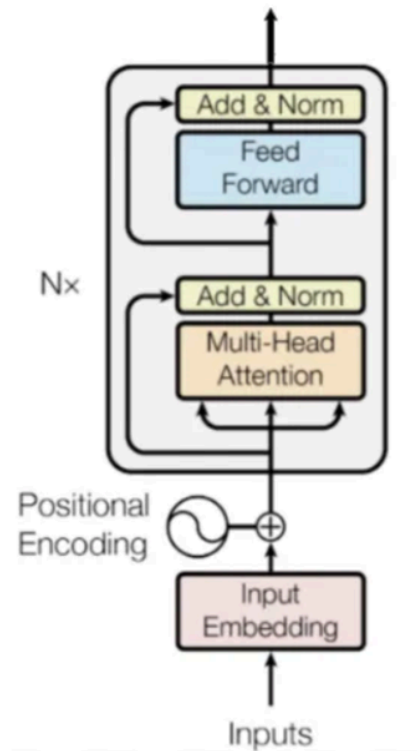 Add & Norm
Feed
Forward
Nx
Add & Norm
Multi-Head
Attention
Positional
Encoding
Input
Embedding
Inputs